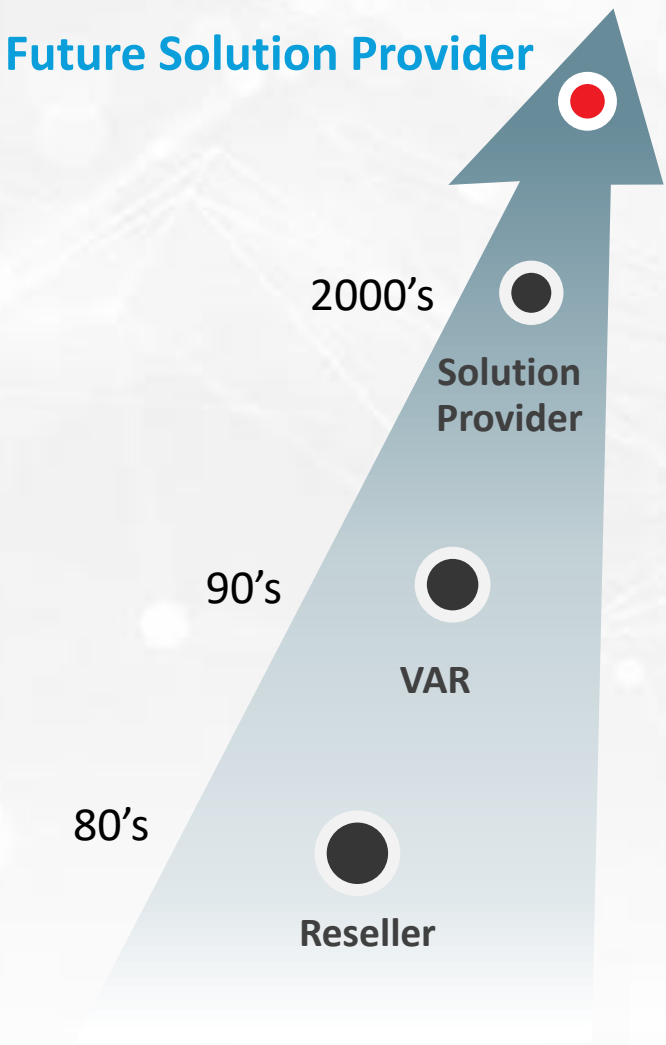 Future Solution Provider
2000’s
Solution
Provider
90’s
VAR
80’s
Reseller